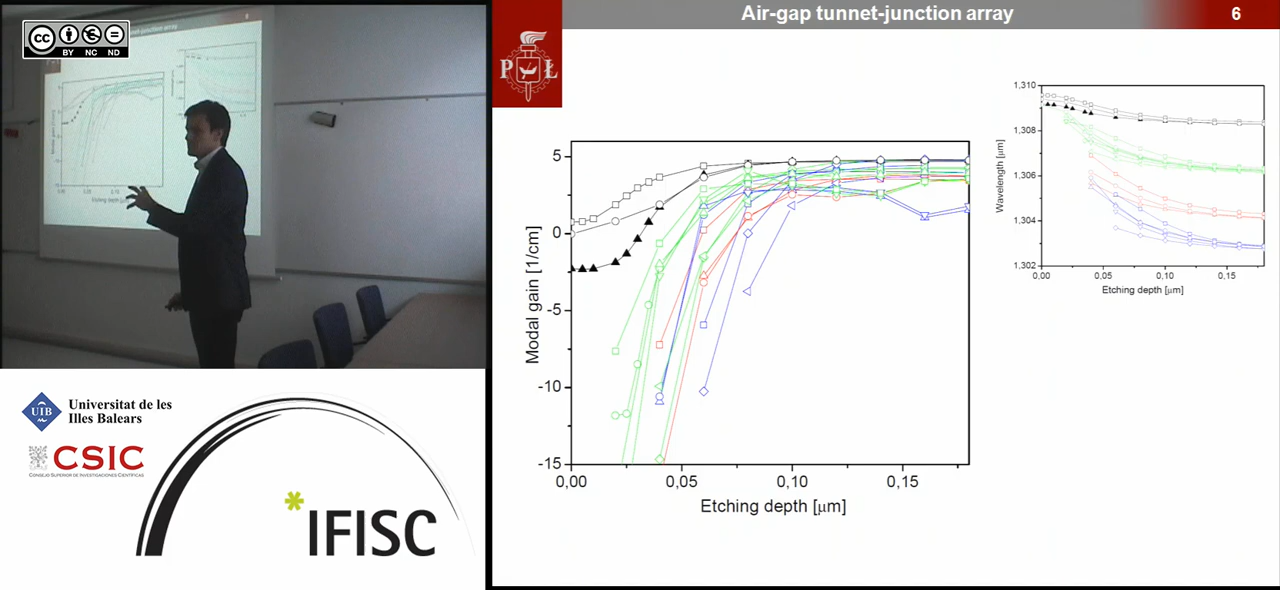 Air-gap tunnet-junction array
6
cc
BY NC ND
P Ł
5
0
-5
-10
-15
Modal gain [1/cm]
0,00
0,05
0,10
0,15
Etching depth [μm]
1,310
1,308
1,306
1,304
1,302
Wavelength [μm]
0,00
0,05
0,10
0,15
Etching depth [μm]
UIB
Universitat de les
Illes Balears
CSIC
CONSEJO SUPERIOR DE INVESTIGACIONES CIENTÍFICAS
*IFISC